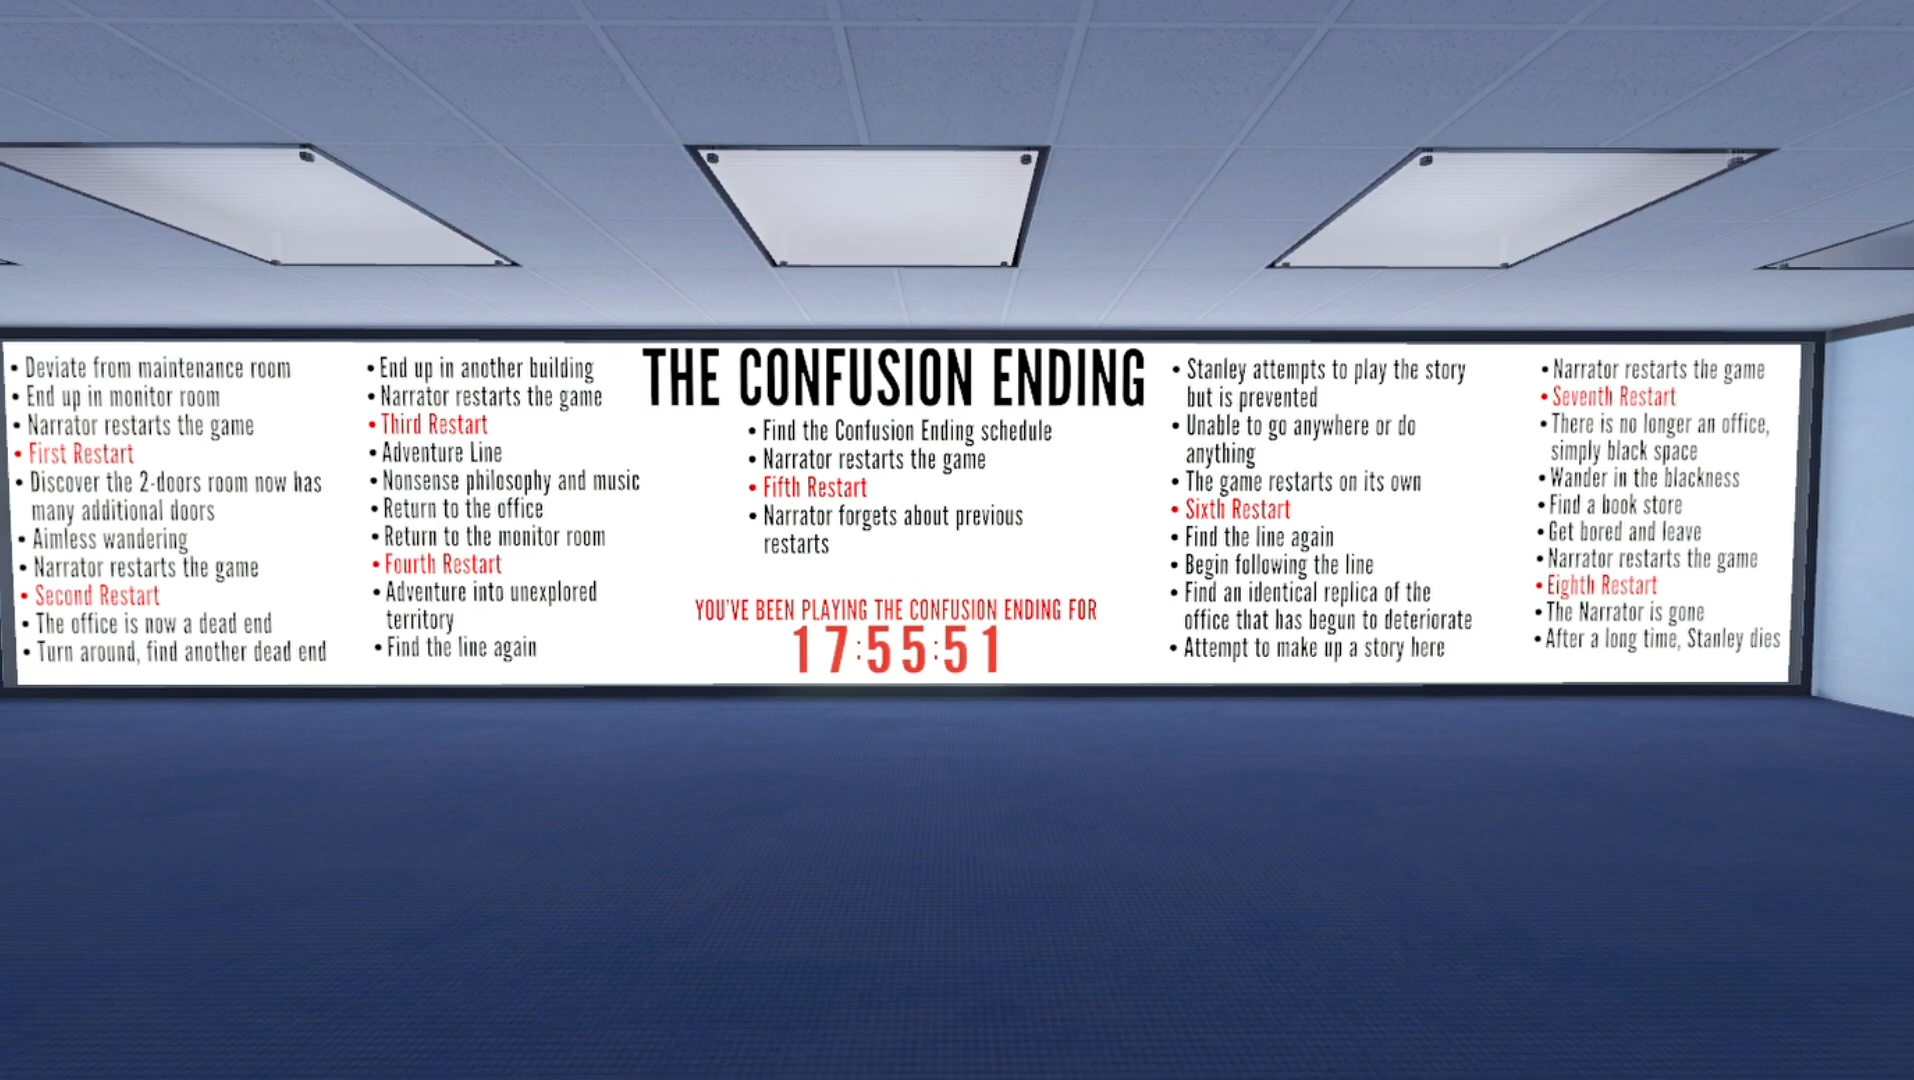 • Deviate from maintenance room
• End up in monitor room
• Narrator restarts the game
• First Restart
• Discover the 2-doors room now has
many additional doors
• Aimless wandering
• Narrator restarts the game
• Second Restart
• The office is now a dead end
• Turn around, find another dead end
• End up in another building
• Narrator restarts the game
• Third Restart
• Adventure Line
• Nonsense philosophy and music
• Return to the office
• Return to the monitor room
• Fourth Restart
• Adventure into unexplored
territory
• Find the line again
THE CONFUSION ENDING
• Find the Confusion Ending schedule
• Narrator restarts the game
• Fifth Restart
• Narrator forgets about previous
restarts
YOU'VE BEEN PLAYING THE CONFUSION ENDING FOR
17:55:51
• Stanley attempts to play the story
but is prevented
• Unable to go anywhere or do
anything
• The game restarts on its own
• Sixth Restart
• Find the line again
• Begin following the line
• Find an identical replica of the
office that has begun to deteriorate
• Attempt to make up a story here
• Narrator restarts the game
• Seventh Restart
• There is no longer an office,
simply black space
• Wander in the blackness
• Find a book store
• Get bored and leave
• Narrator restarts the game
• Eighth Restart
• The Narrator is gone
• After a long time, Stanley dies